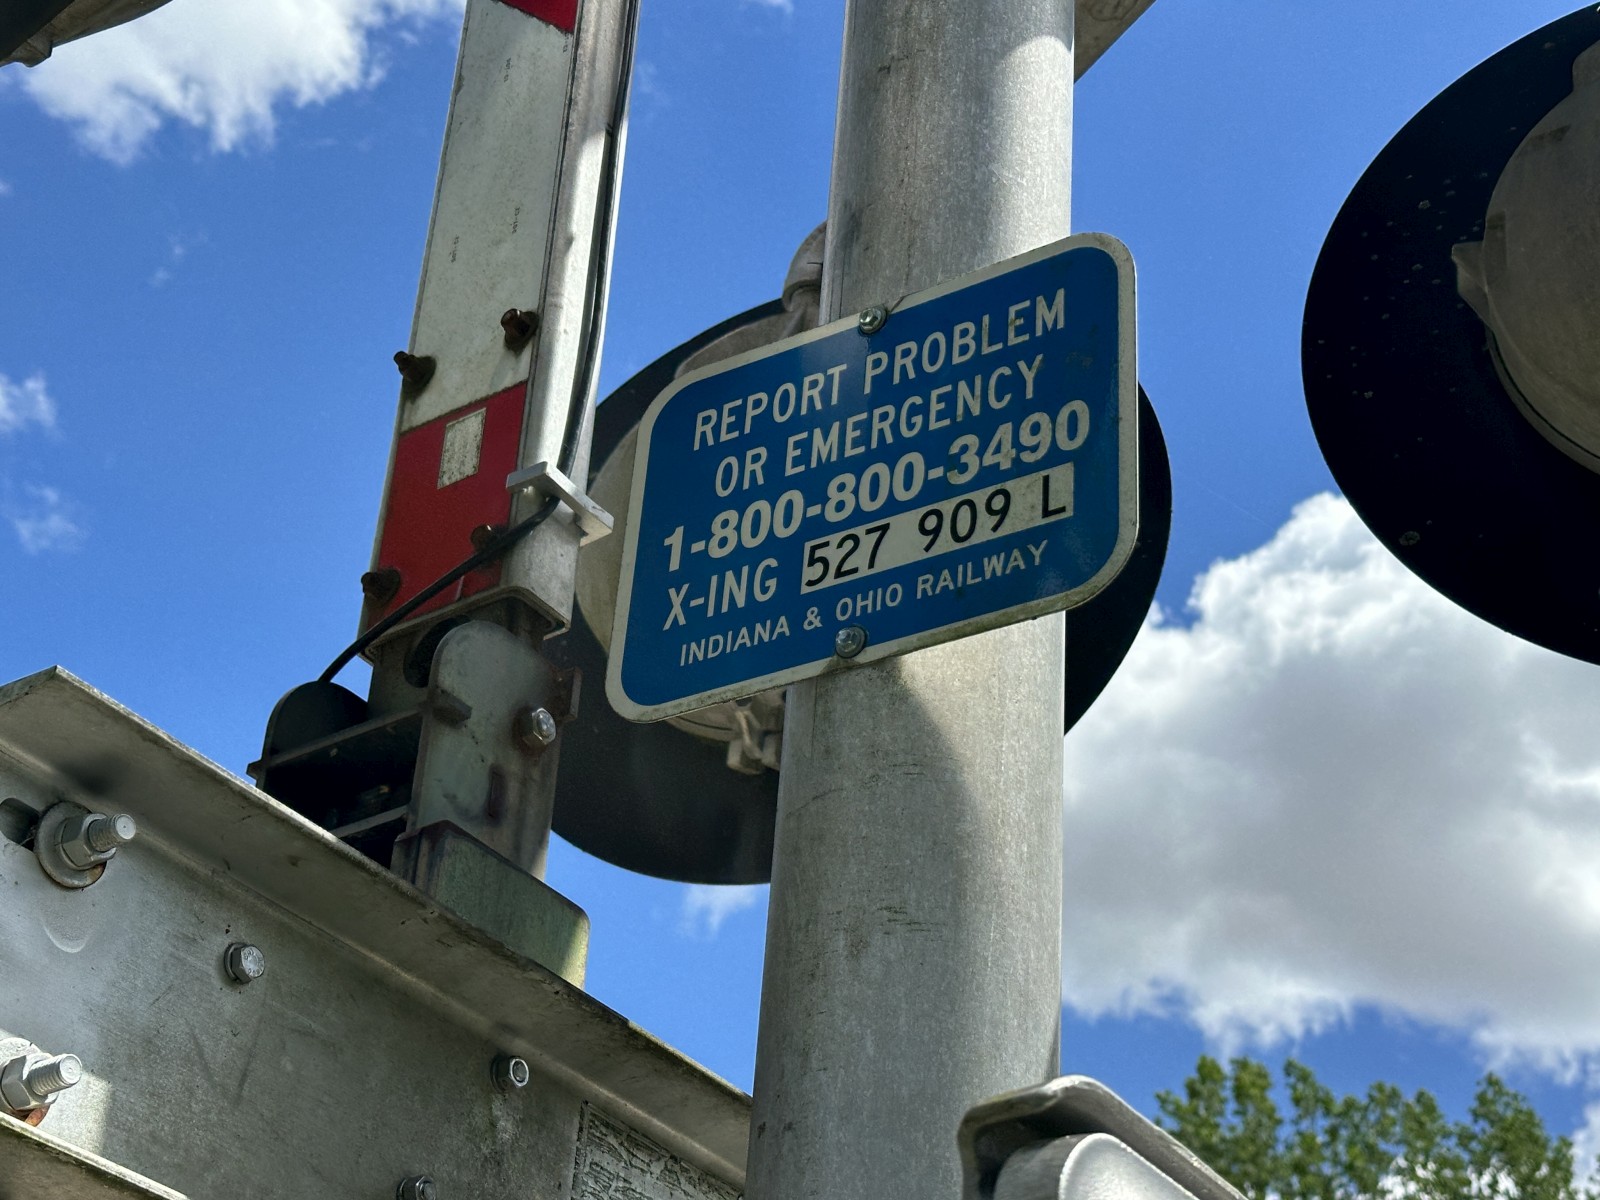 REPORT PROBLEM
OR EMERGENCY
1-800-800-3490
X-ING 527 909 L
INDIANA & OHIO RAILWAY